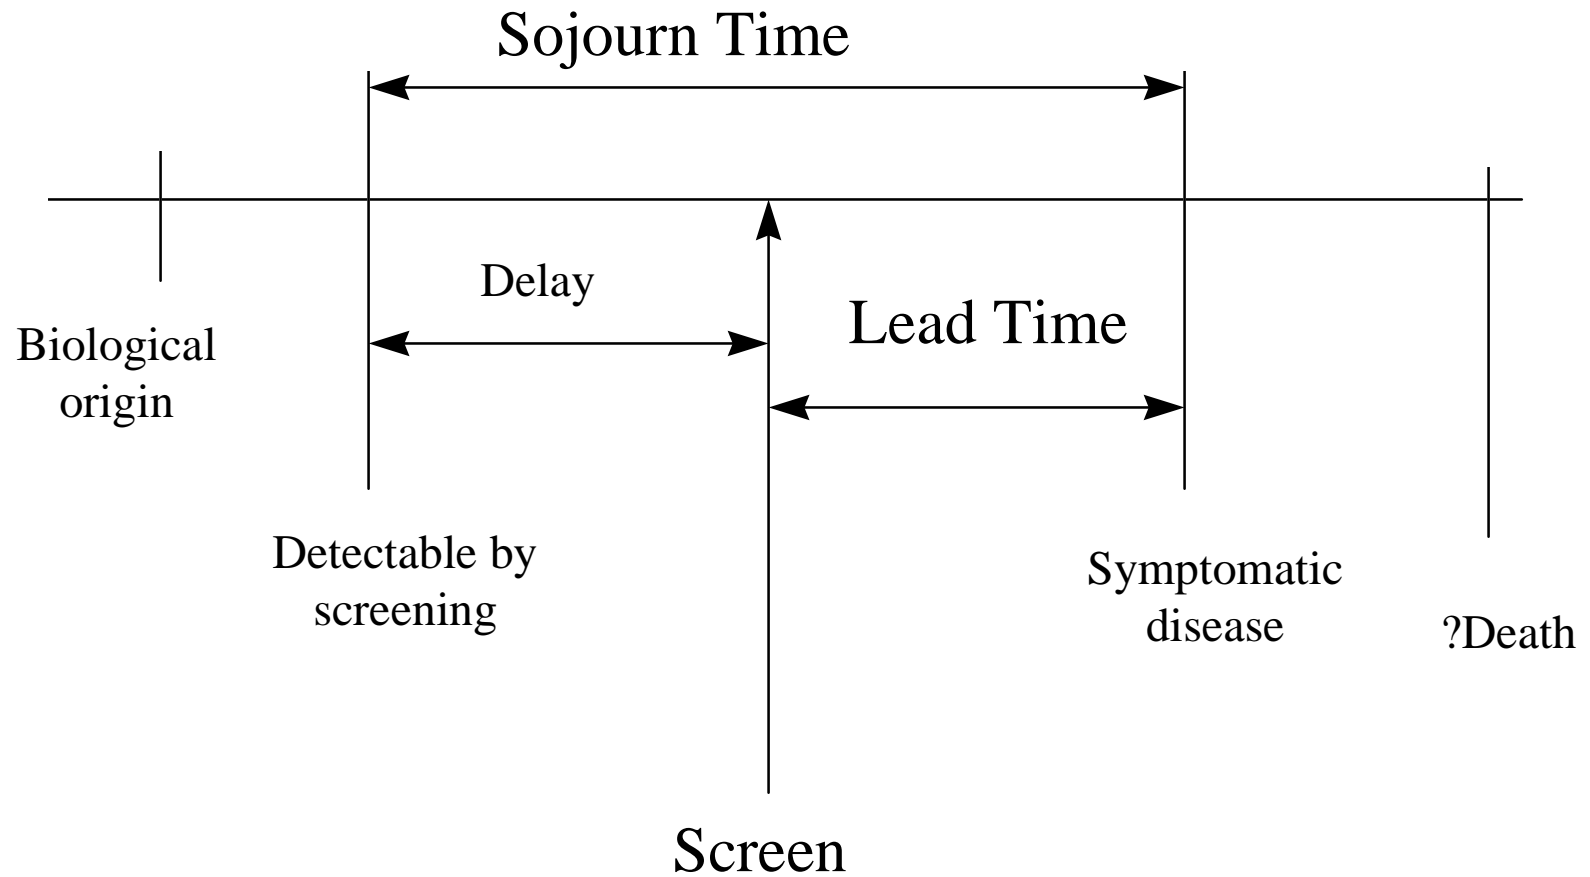 Sojourn Time
Delay
Lead Time
Biological
origin
Detectable by
screening
Symptomatic
disease
?Death
Screen